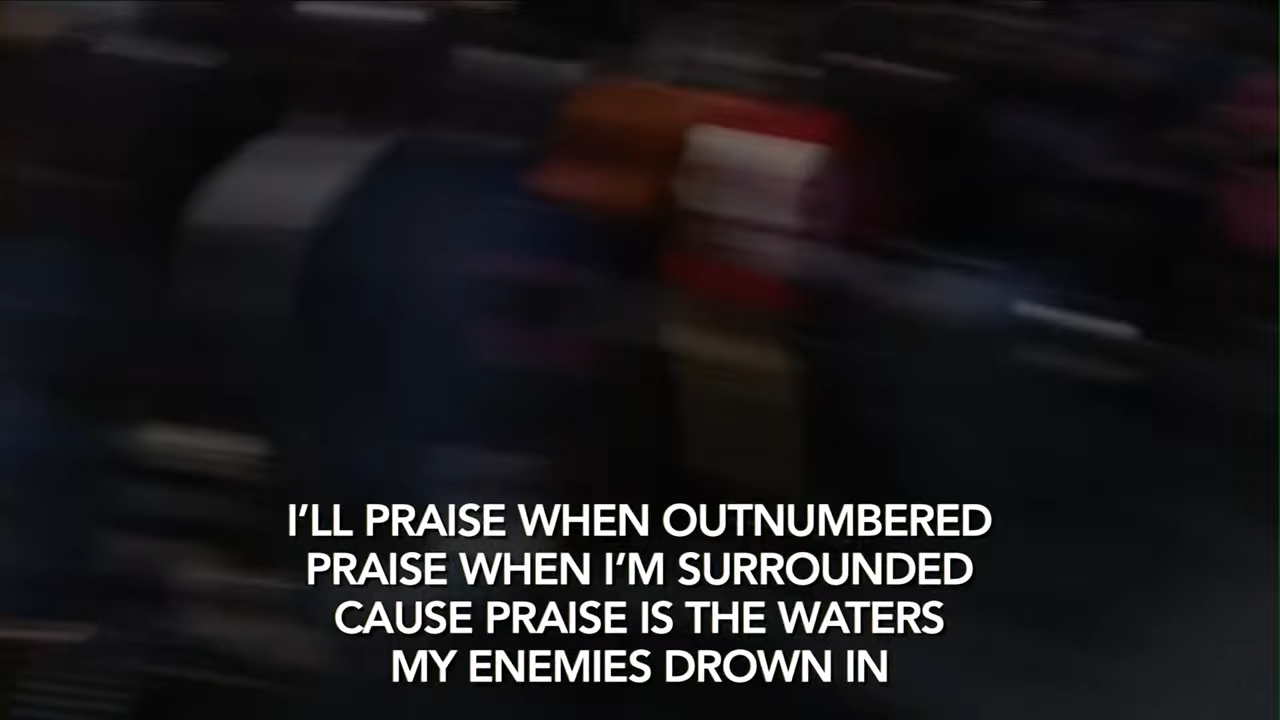 I'LL PRAISE WHEN OUTNUMBERED
PRAISE WHEN I'M SURROUNDED
CAUSE PRAISE IS THE WATERS
MY ENEMIES DROWN IN